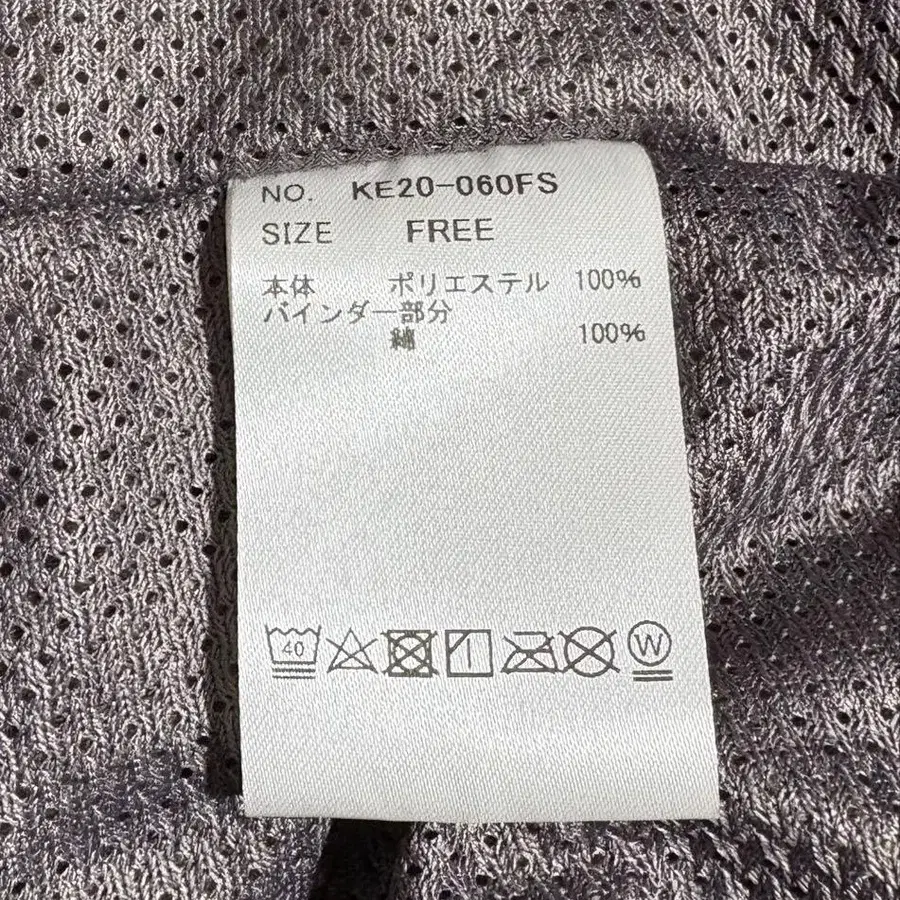 NO. KE20-060FS
SIZE FREE
本体 ポリエステル 100%
バインダー部分
綿 100%
40
W